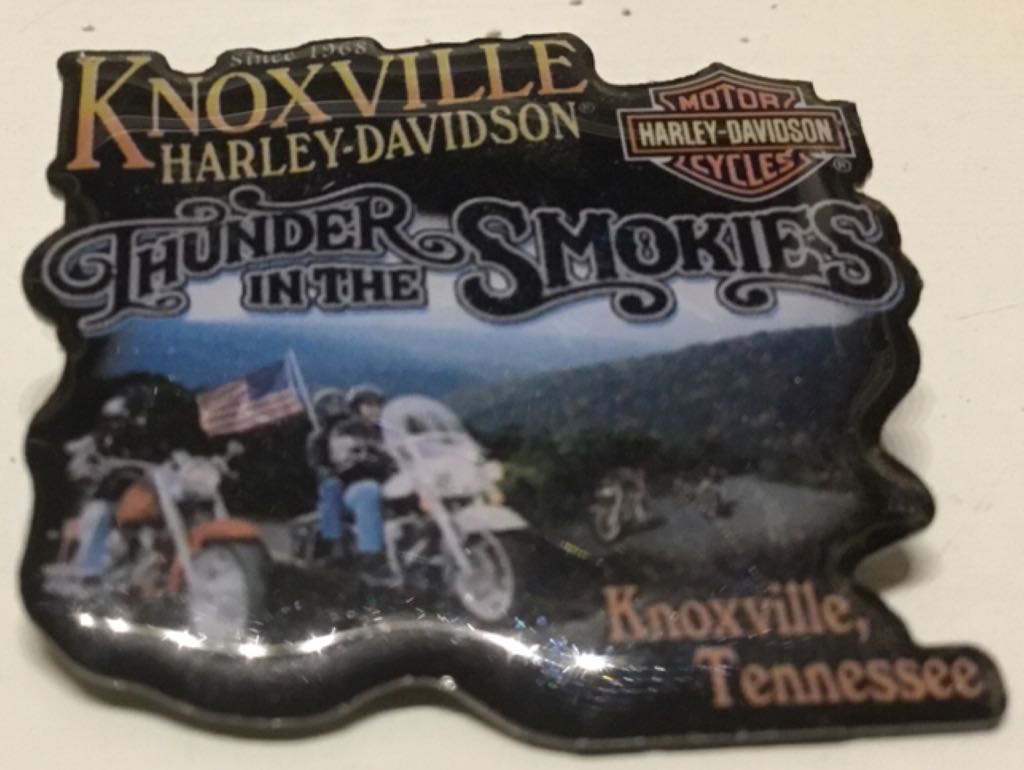 Since 1968
KNOXVILLE
HARLEY-DAVIDSON®
MOTOR
HARLEY-DAVIDSON
CYCLES®
THUNDER
IN THE
SMOKIES
Knoxville,
Tennessee